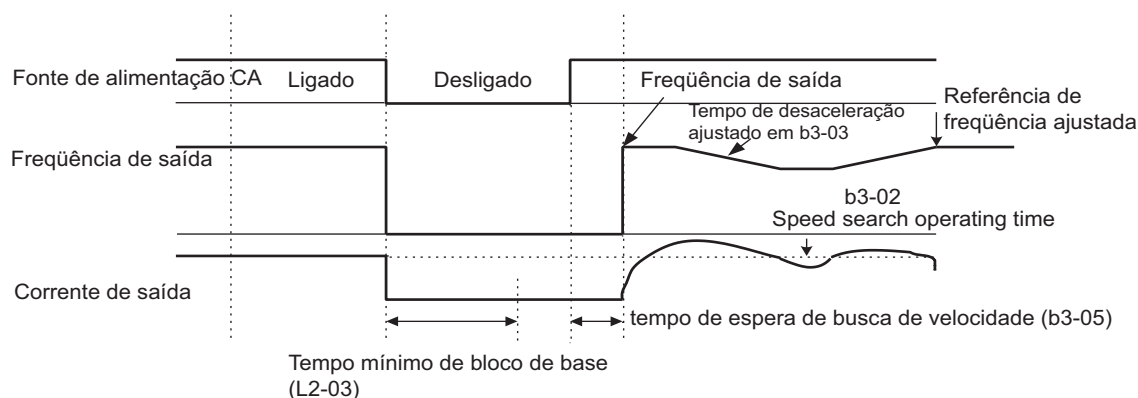 Fonte de alimentação CA
Ligado
Desligado
Freqüência de saída
Tempo de desaceleração
ajustado em b3-03
Referência de
freqüência ajustada
Freqüência de saída
b3-02
Speed search operating time
Corrente de saída
tempo de espera de busca de velocidade (b3-05)
Tempo mínimo de bloco de base
(L2-03)